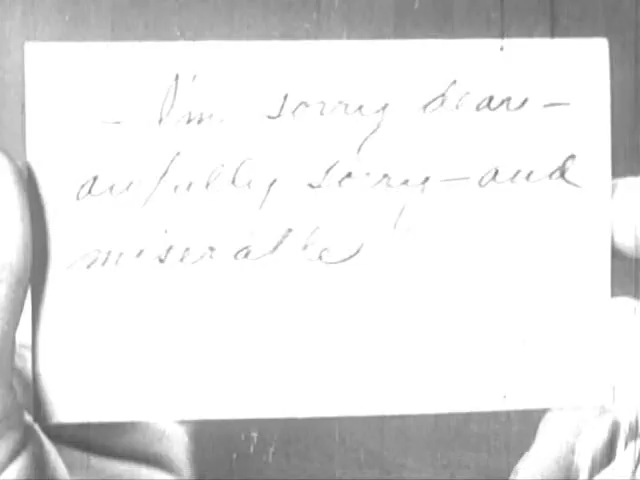 – I'm sorry dear –
awfully sorry – and
miserable"